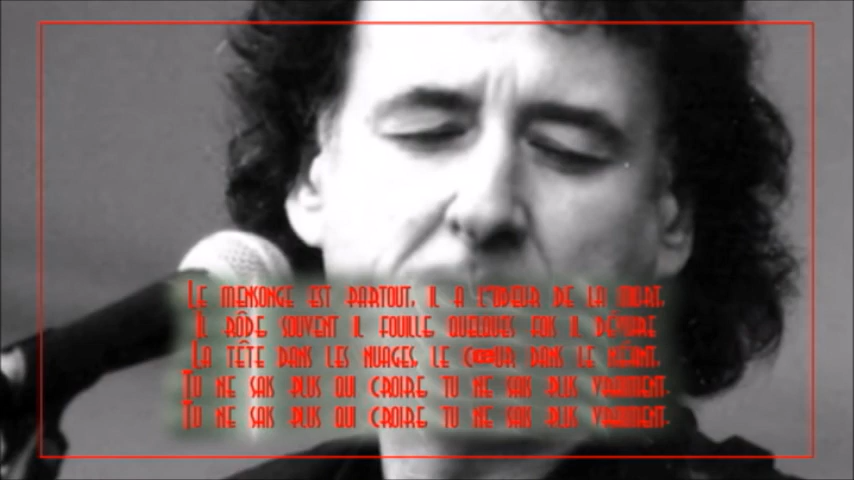 Le mensonge est partout, il a l'odeur de la mort.
Il rôde souvent il fouille quelques fois il dévore
La tête dans les nuages, le cœur dans le néant.
Tu ne sais plus qui croire tu ne sais plus vraiment.
Tu ne sais plus qui croire tu ne sais plus vraiment.